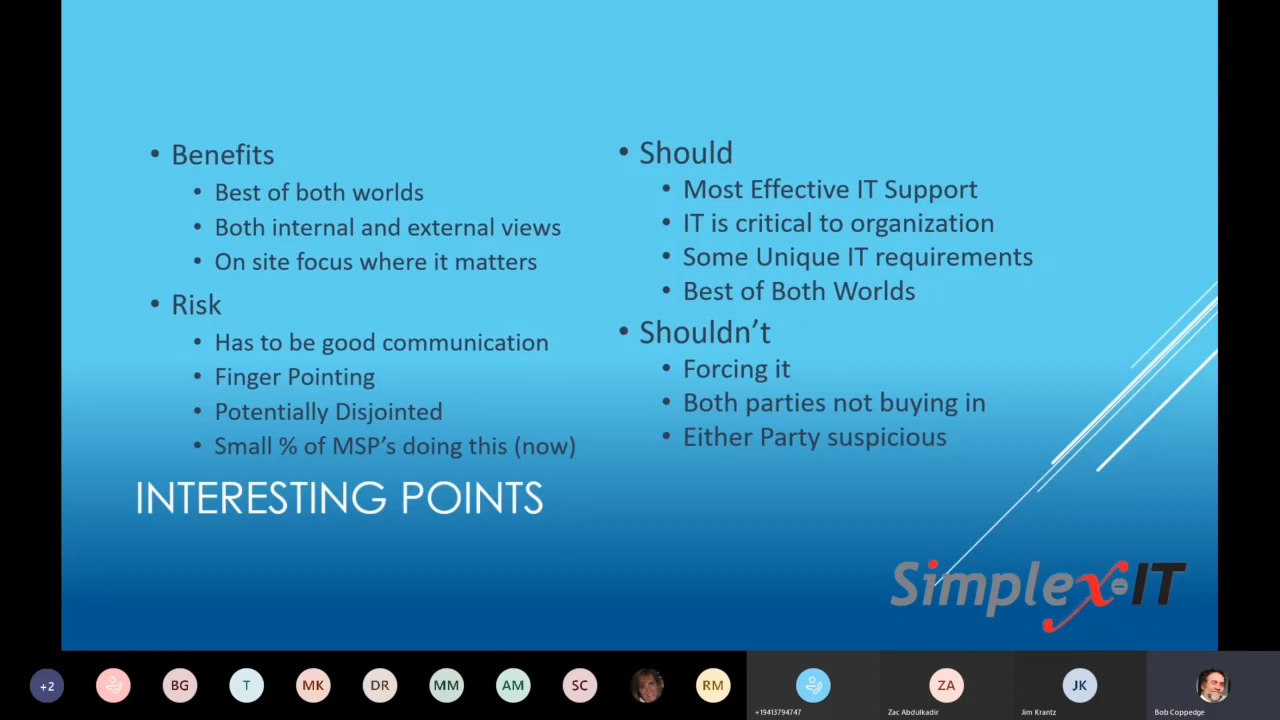 • Benefits
• Best of both worlds
• Both internal and external views
• On site focus where it matters
• Risk
• Has to be good communication
• Finger Pointing
• Potentially Disjointed
• Small % of MSP's doing this (now)
• Should
• Most Effective IT Support
• IT is critical to organization
• Some Unique IT requirements
• Best of Both Worlds
• Shouldn't
• Forcing it
• Both parties not buying in
• Either Party suspicious
INTERESTING POINTS
Simplex-IT
+2
BG
T
MK
DR
MM
AM
SC
RM
ZA
JK
+19413794747
Zac Abdulkadir
Jim Krantz
Bob Coppedge